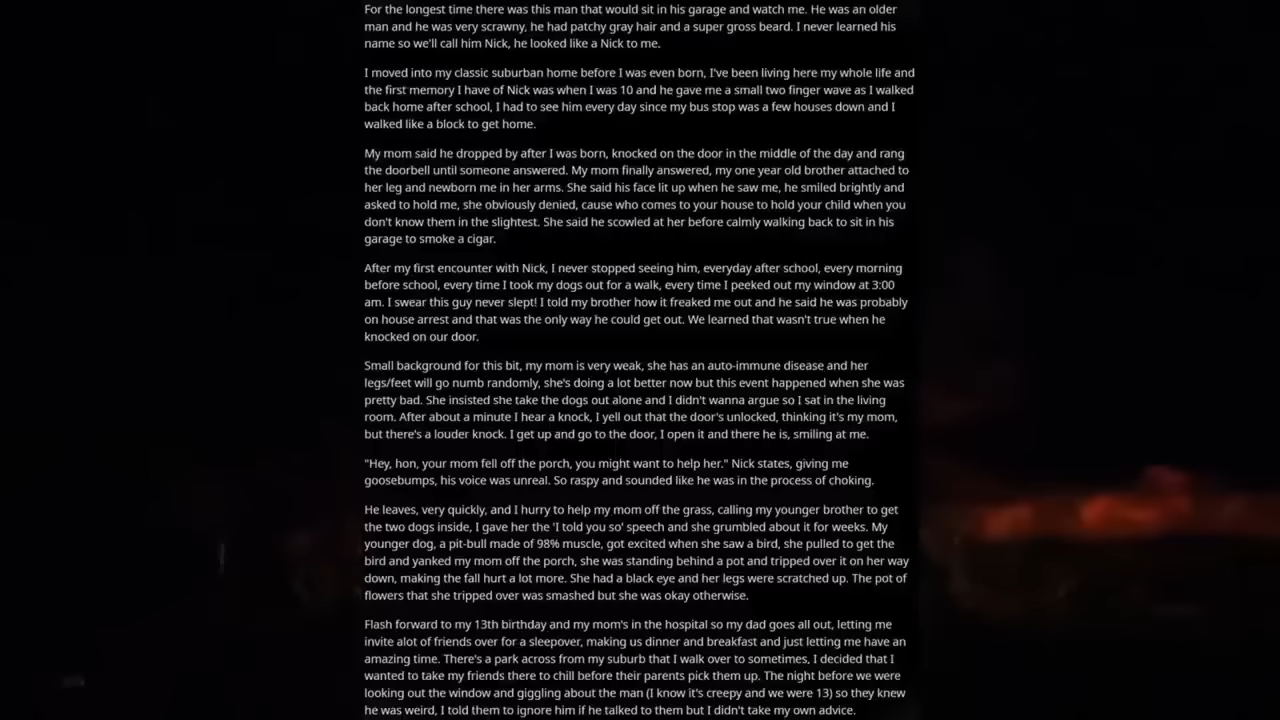 For the longest time there was this man that would sit in his garage and watch me. He was an older
man and he was very scrawny, he had patchy gray hair and a super gross beard. I never learned his
name so we'll call him Nick, he looked like a Nick to me.
I moved into my classic suburban home before I was even born, I've been living here my whole life and
the first memory I have of Nick was when I was 10 and he gave me a small two finger wave as I walked
back home after school, I had to see him every day since my bus stop was a few houses down and I
walked like a block to get home.
My mom said he dropped by after I was born, knocked on the door in the middle of the day and rang
the doorbell until someone answered. My mom finally answered, my one year old brother attached to
her leg and newborn me in her arms. She said his face lit up when he saw me, he smiled brightly and
asked to hold me, she obviously denied, cause who comes to your house to hold your child when you
don't know them in the slightest. She said he scowled at her before calmly walking back to sit in his
garage to smoke a cigar.
After my first encounter with Nick, I never stopped seeing him, everyday after school, every morning
before school, every time I took my dogs out for a walk, every time I peeked out my window at 3:00
am. I swear this guy never slept! I told my brother how it freaked me out and he said he was probably
on house arrest and that was the only way he could get out. We learned that wasn't true when he
knocked on our door.
Small background for this bit, my mom is very weak, she has an auto-immune disease and her
legs/feet will go numb randomly, she's doing a lot better now but this event happened when she was
pretty bad. She insisted she take the dogs out alone and I didn't wanna argue so I sat in the living
room. After about a minute I hear a knock, I yell out that the door's unlocked, thinking it's my mom,
but there's a louder knock. I get up and go to the door, I open it and there he is, smiling at me.
"Hey, hon, your mom fell off the porch, you might want to help her." Nick states, giving me
goosebumps, his voice was unreal. So raspy and sounded like he was in the process of choking.
He leaves, very quickly, and I hurry to help my mom off the grass, calling my younger brother to get
the two dogs inside, I gave her the 'I told you so' speech and she grumbled about it for weeks. My
younger dog, a pit-bull made of 98% muscle, got excited when she saw a bird, she pulled to get the
bird and yanked my mom off the porch, she was standing behind a pot and tripped over it on her way
down, making the fall hurt a lot more. She had a black eye and her legs were scratched up. The pot of
flowers that she tripped over was smashed but she was okay otherwise.
Flash forward to my 13th birthday and my mom's in the hospital so my dad goes all out, letting me
invite alot of friends over for a sleepover, making us dinner and breakfast and just letting me have an
amazing time. There's a park across from my suburb that I walk over to sometimes, I decided that I
wanted to take my friends there to chill before their parents pick them up. The night before we were
looking out the window and giggling about the man (I know it's creepy and we were 13) so they knew
he was weird, I told them to ignore him if he talked to them but I didn't take my own advice.